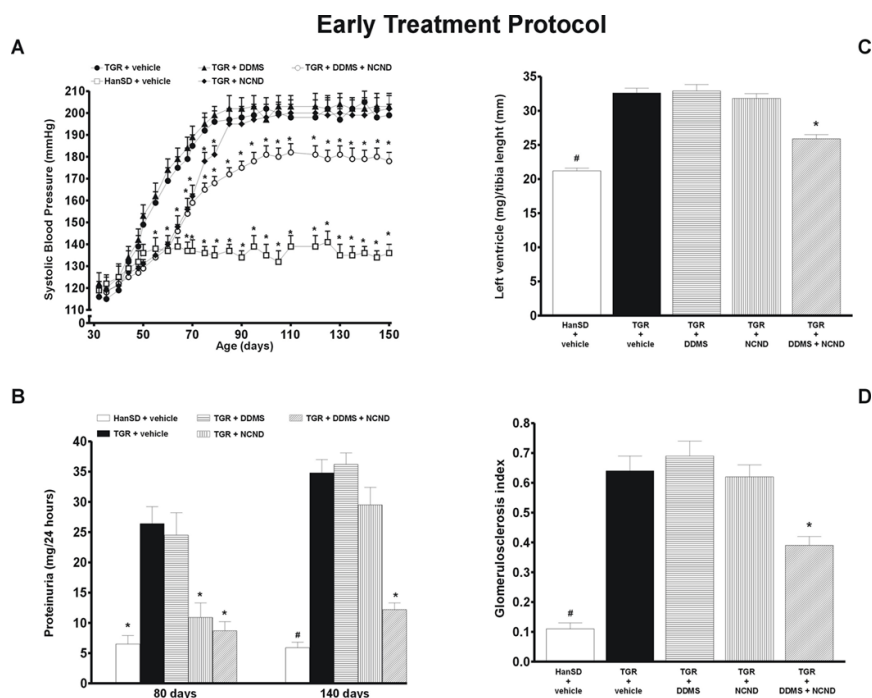 Early Treatment Protocol
A
TGR + vehicle
TGR + DDMS
TGR + DDMS + NCND
HanSD + vehicle
TGR + NCND
Systolic Blood Pressure (mmHg)
210
200
190
180
170
160
150
140
130
120
110
0
30
50
70
90
110
130
150
Age (days)
* * * * * * * * * * * * * * * * * *
C
Left ventricle (mg)/tibia lenght (mm)
35
30
25
20
15
10
5
0
#
*
HanSD
+
vehicle
TGR
+
vehicle
TGR
+
DDMS
TGR
+
NCND
TGR
+
DDMS + NCND
B
HanSD + vehicle
TGR + DDMS
TGR + DDMS + NCND
TGR + vehicle
TGR + NCND
Proteinuria (mg/24 hours)
40
35
30
25
20
15
10
5
0
*
*
*
#
*
80 days
140 days
D
Glomerulosclerosis index
0.8
0.7
0.6
0.5
0.4
0.3
0.2
0.1
0.0
#
*
HanSD
+
vehicle
TGR
+
vehicle
TGR
+
DDMS
TGR
+
NCND
TGR
+
DDMS + NCND